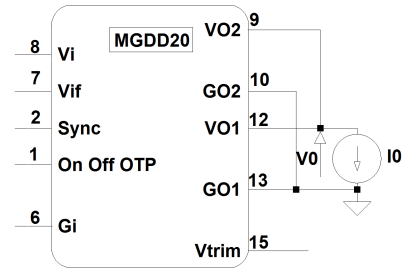 MGDD20
9
VO2
8
Vi
7
Vif
10
GO2
2
Sync
12
VO1
1
On Off OTP
V0
I0
13
GO1
6
Gi
Vtrim
15